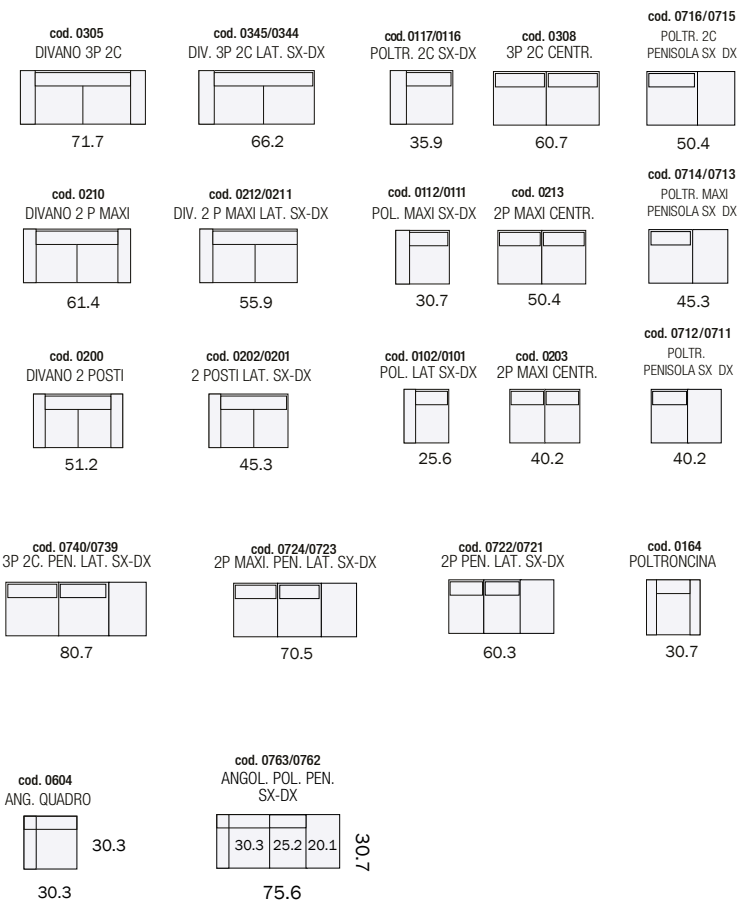 cod. 0305
DIVANO 3P 2C
71.7
cod. 0345/0344
DIV. 3P 2C LAT. SX-DX
66.2
cod. 0117/0116
POLTR. 2C SX-DX
35.9
cod. 0308
3P 2C CENTR.
60.7
cod. 0716/0715
POLTR. 2C
PENISOLA SX DX
50.4
cod. 0210
DIVANO 2 P MAXI
61.4
cod. 0212/0211
DIV. 2 P MAXI LAT. SX-DX
55.9
cod. 0112/0111
POL. MAXI SX-DX
30.7
cod. 0213
2P MAXI CENTR.
50.4
cod. 0714/0713
POLTR. MAXI
PENISOLA SX DX
45.3
cod. 0200
DIVANO 2 POSTI
51.2
cod. 0202/0201
2 POSTI LAT. SX-DX
45.3
cod. 0102/0101
POL. LAT SX-DX
25.6
cod. 0203
2P MAXI CENTR.
40.2
cod. 0712/0711
POLTR.
PENISOLA SX DX
40.2
cod. 0740/0739
3P 2C. PEN. LAT. SX-DX
80.7
cod. 0724/0723
2P MAXI. PEN. LAT. SX-DX
70.5
cod. 0722/0721
2P PEN. LAT. SX-DX
60.3
cod. 0164
POLTRONCINA
30.7
cod. 0604
ANG. QUADRO
30.3
30.3
cod. 0763/0762
ANGOL. POL. PEN.
SX-DX
30.3 25.2 20.1
30.7
75.6